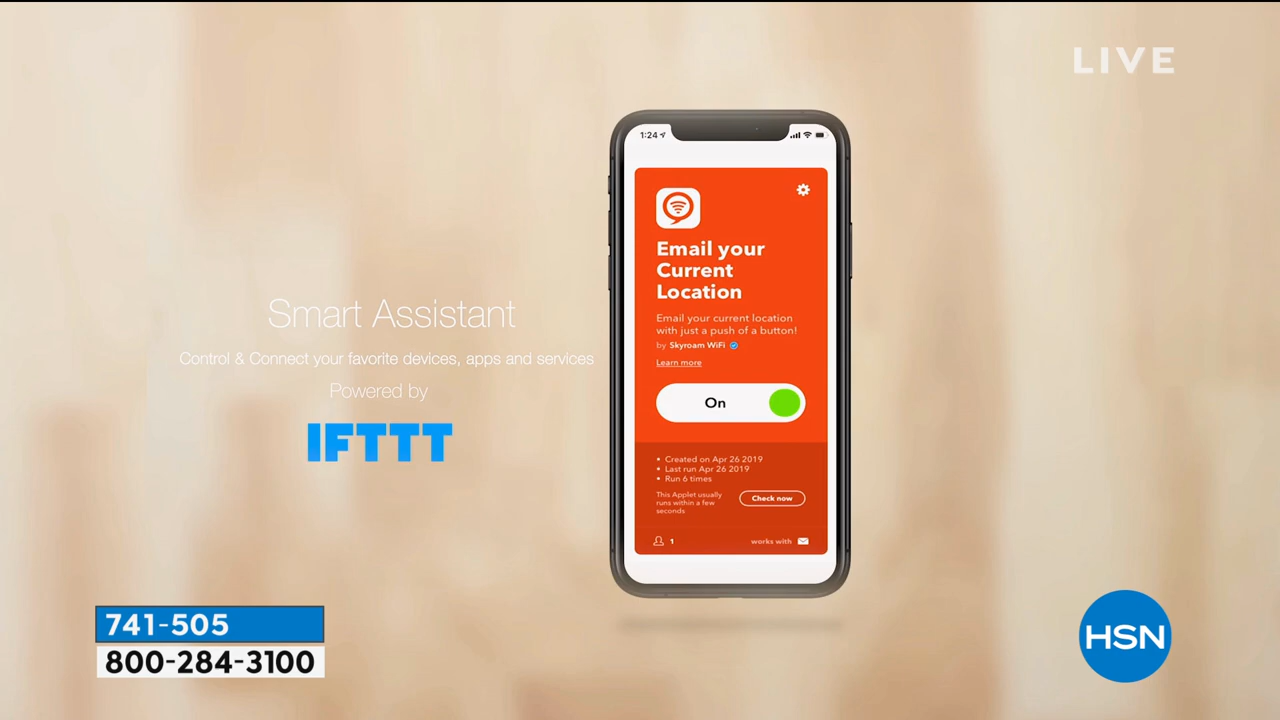 LIVE
1:24
Email your
Current
Location
Email your current location
with just a push of a button!
by Skyroam WiFi
Learn more
On
Smart Assistant
Control & Connect your favorite devices, apps and services
Powered by
IFTTT
• Created on Apr 26 2019
• Last run Apr 26 2019
• Run 6 times
This Applet usually
runs within a few
seconds
Check now
1
works with
741-505
800-284-3100
HSN